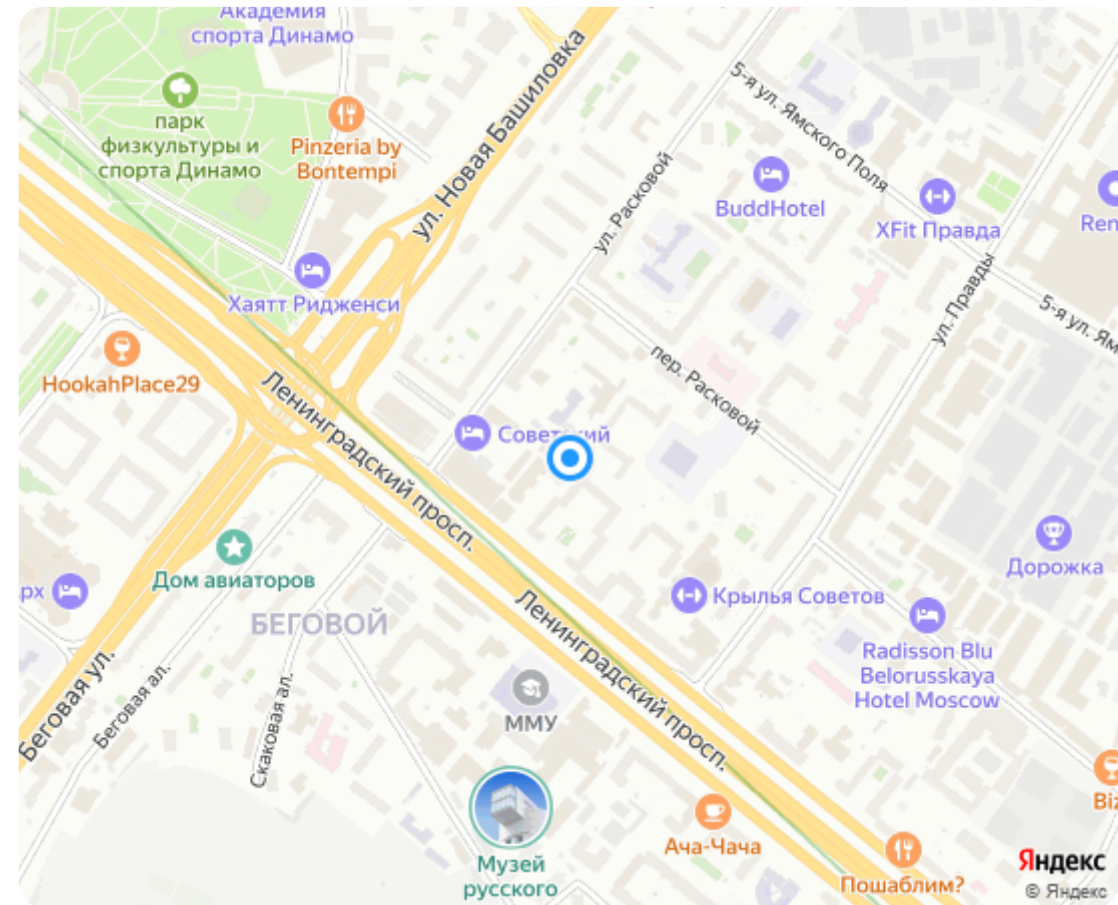 Академия
спорта Динамо
парк
физкультуры и
спорта Динамо
Pinzeria by
Bontempi
ул. Новая Башиловка
5-я ул. Ямского Поля
ул. Расковой
BuddHotel
XFit Правда
Ren
Хаятт Ридженси
ул. Правды
5-я ул. Ям
HookahPlace29
пер. Расковой
Ленинградский просп.
Советский
Дом авиаторов
Дорожка
рх
БЕГОВОЙ
Крылья Советов
Ленинградский просп.
Radisson Blu
Belorusskaya
Hotel Moscow
Беговая ул.
Беговая ал.
Скаковая ал.
ММУ
Biz
Ача-Чача
Музей
русского
Пошаблим?
Яндекс
© Яндекс